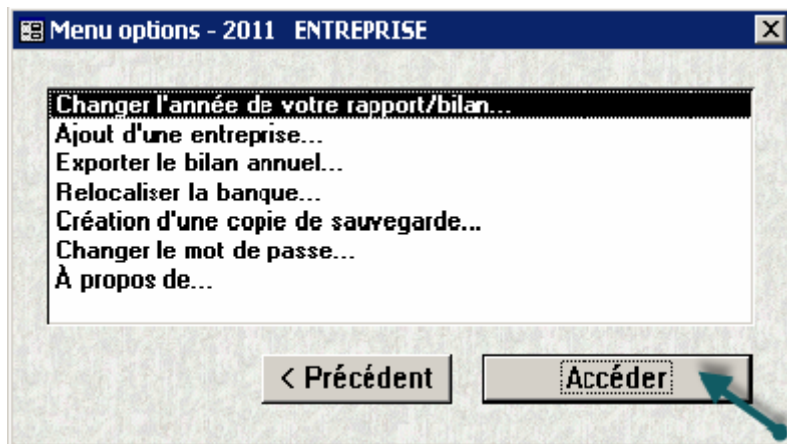 Menu options - 2011 ENTREPRISE
Changer l'année de votre rapport/bilan...
Ajout d'une entreprise...
Exporter le bilan annuel...
Relocaliser la banque...
Création d'une copie de sauvegarde...
Changer le mot de passe...
À propos de...
< Précédent Accéder